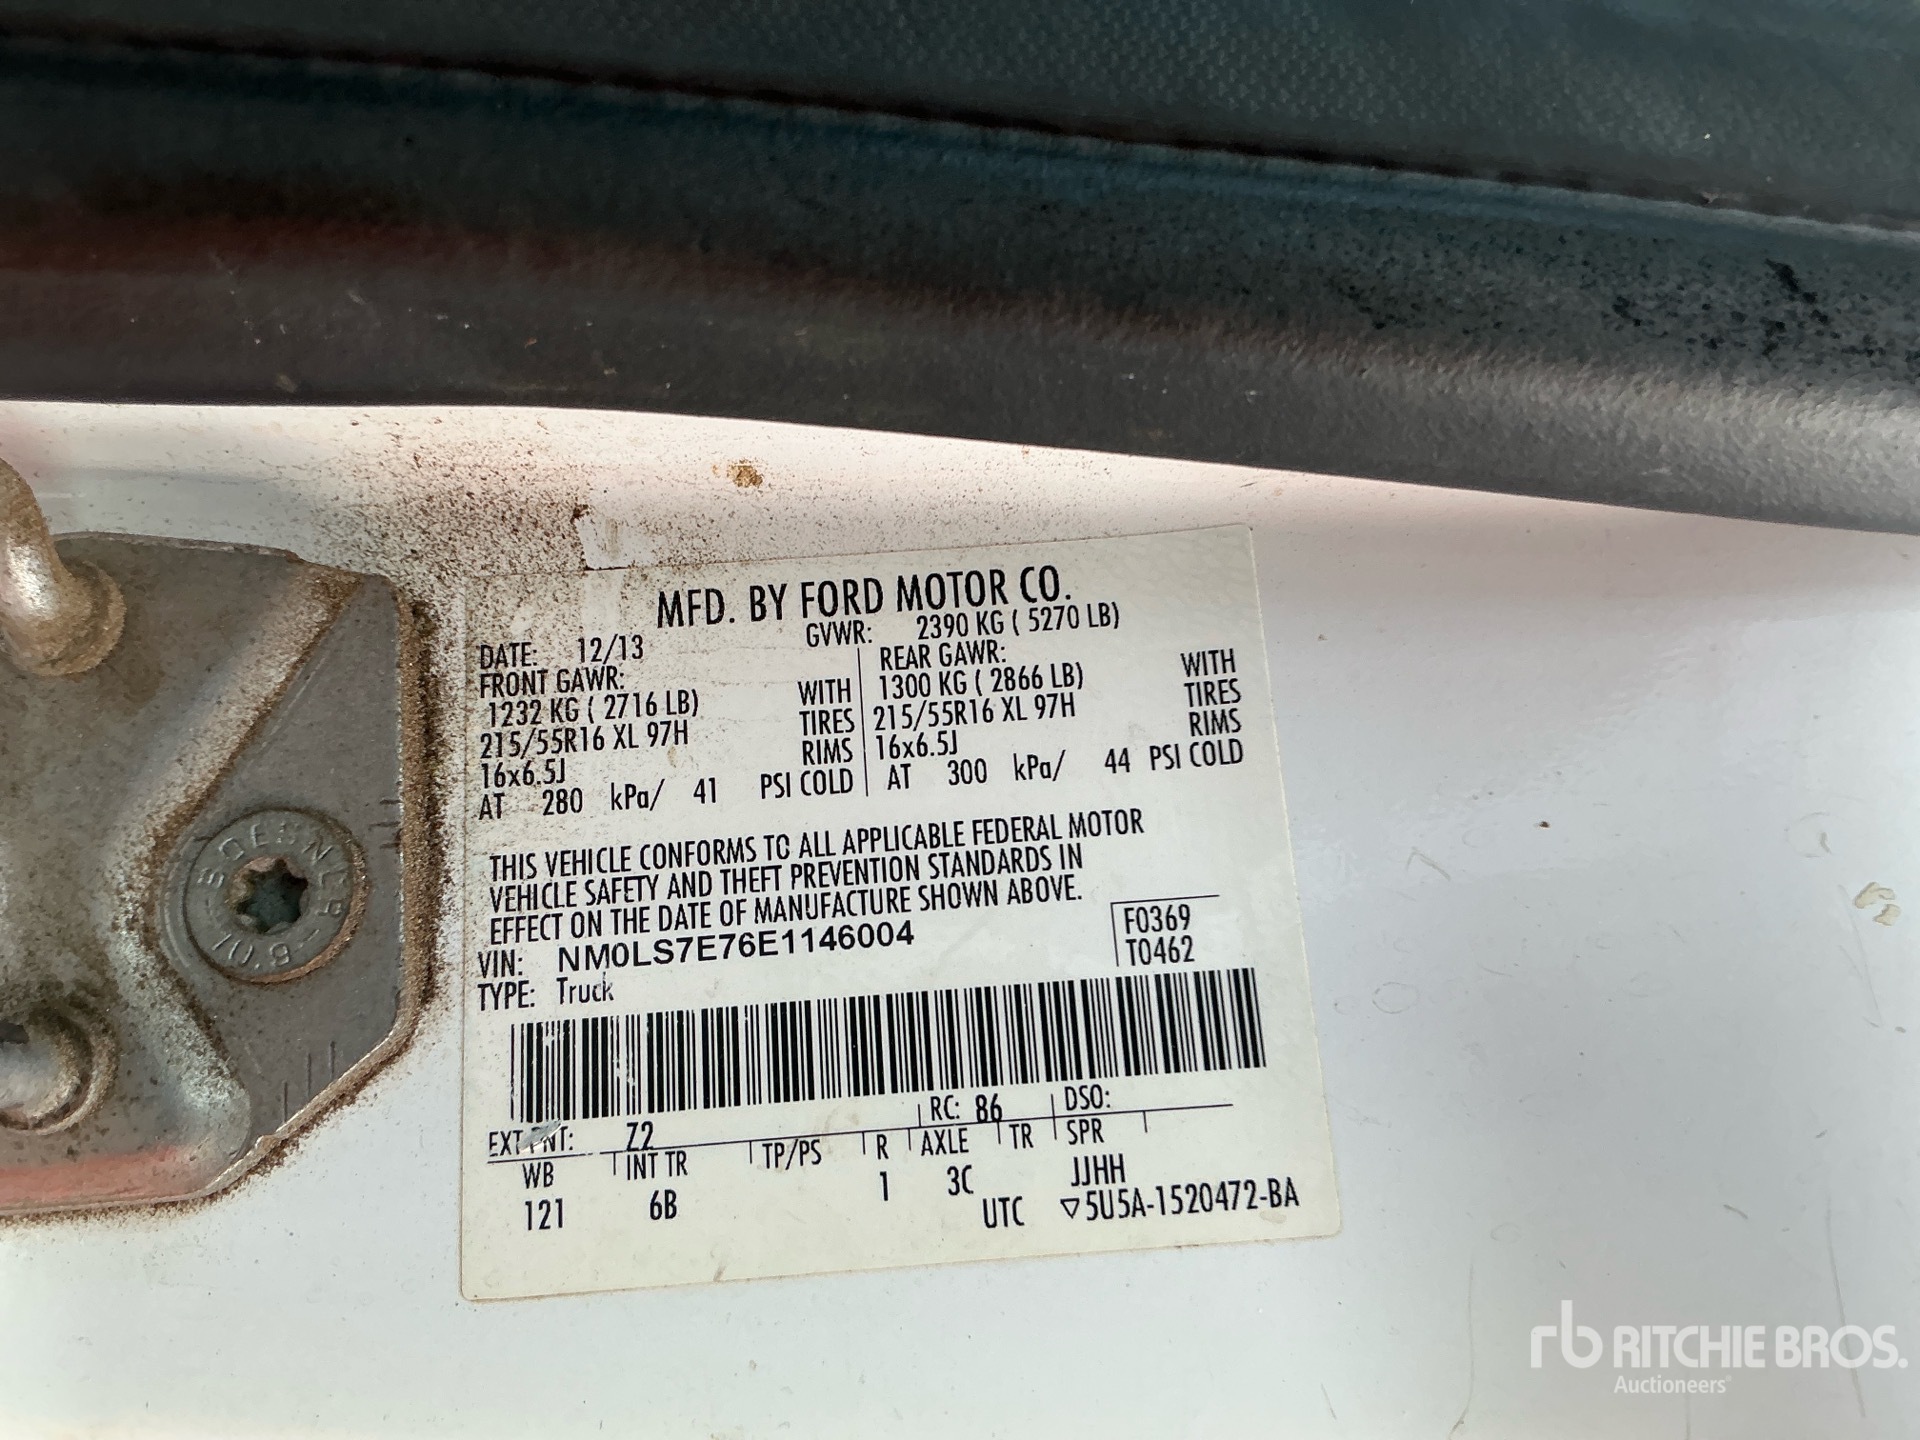 MFD. BY FORD MOTOR CO.
DATE: 12/13 GVWR: 2390 KG ( 5270 LB)
FRONT GAWR: REAR GAWR:
1232 KG ( 2716 LB) WITH 1300 KG ( 2866 LB) WITH
215/55R16 XL 97H TIRES 215/55R16 XL 97H TIRES
16x6.5J RIMS 16x6.5J RIMS
AT 280 kPa/ 41 PSI COLD AT 300 kPa/ 44 PSI COLD
THIS VEHICLE CONFORMS TO ALL APPLICABLE FEDERAL MOTOR
VEHICLE SAFETY AND THEFT PREVENTION STANDARDS IN
EFFECT ON THE DATE OF MANUFACTURE SHOWN ABOVE.
VIN: NM0LS7E76E1146004 F0369
TYPE: Truck T0462
EXT PNT: Z2 RC: 86 DSO:
WB INT TR TP/PS R AXLE TR SPR
121 6B 1 3C JJHH
UTC ▽5U5A-1520472-BA
rb RITCHIE BROS.
Auctioneers